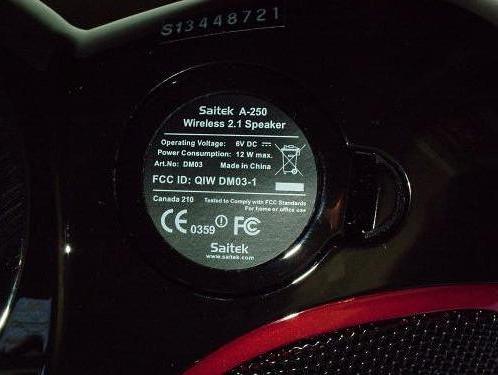 S13448721
Saitek A-250
Wireless 2.1 Speaker
Operating Voltage: 6V DC
Power Consumption: 12 W max.
Art.No: DM03 Made in China
FCC ID: QIW DM03-1
Canada 210 Tested to Comply with FCC Standards
For home or office use
CE 0359 FC
Saitek
www.saitek.com